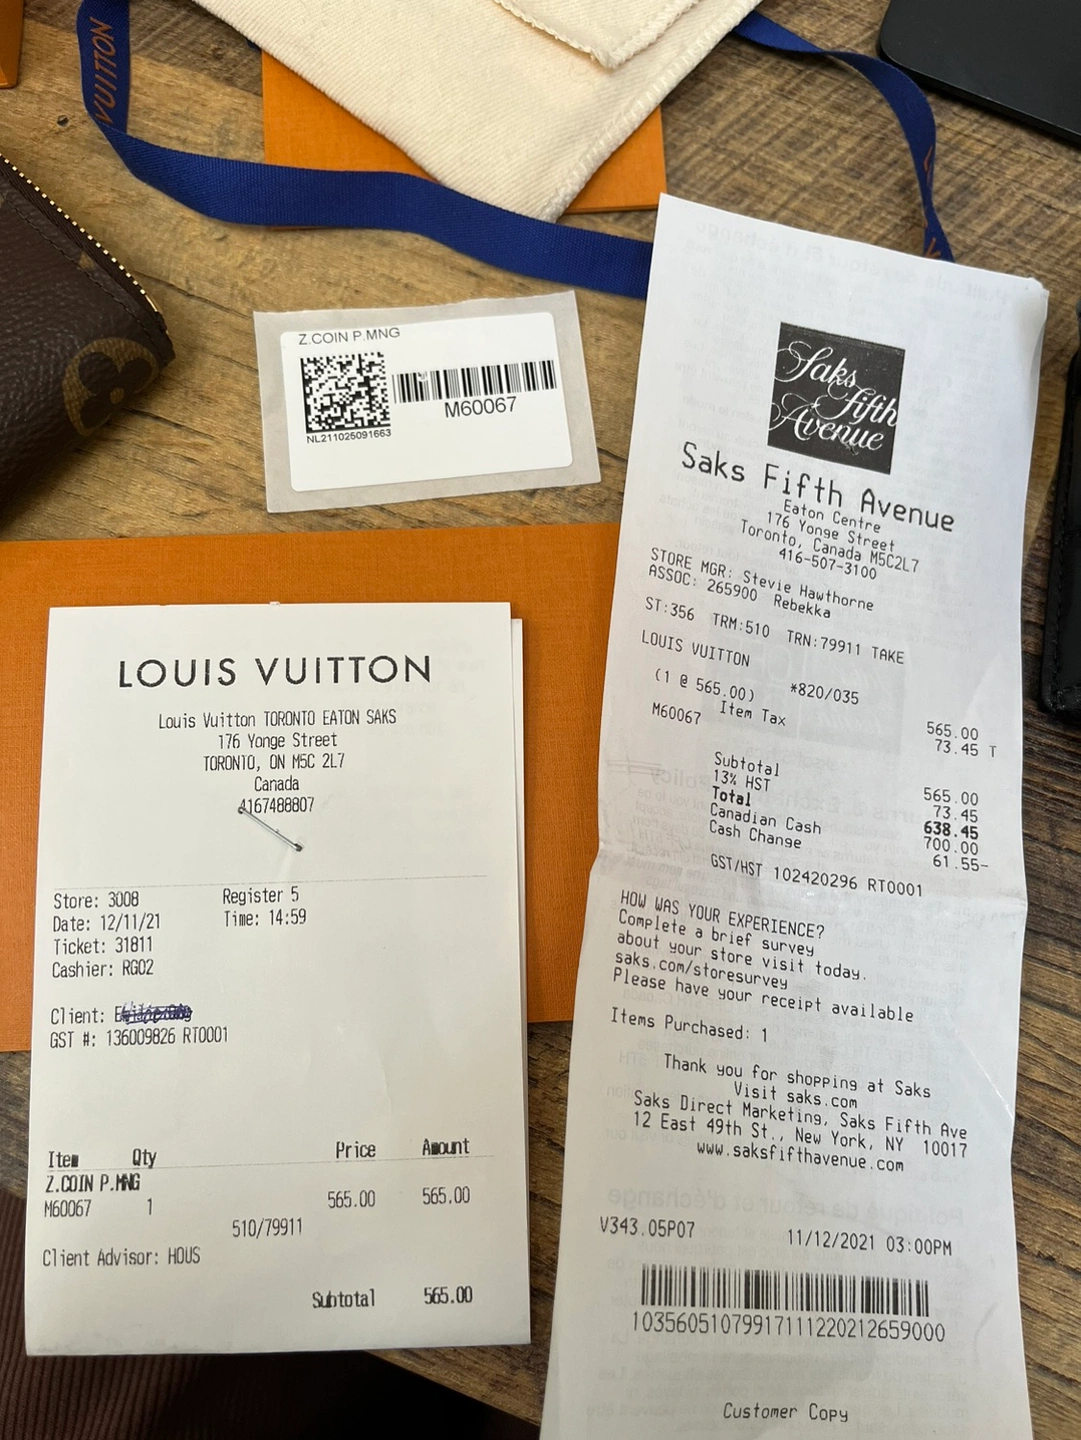 VUITTON
Z.COIN P.MNG
M60067
NL211025091663
LOUIS VUITTON
Louis Vuitton TORONTO EATON SAKS
176 Yonge Street
TORONTO, ON M5C 2L7
Canada
4167488807
Store: 3008 Register 5
Date: 12/11/21 Time: 14:59
Ticket: 31811
Cashier: RG02
Client:
GST #: 136009826 RT0001
Item Qty Price Amount
Z.COIN P.MNG
M60067 1 565.00 565.00
510/79911
Client Advisor: HOUS
Subtotal 565.00
Saks
fifth
Avenue
Saks Fifth Avenue
Eaton Centre
176 Yonge Street
Toronto, Canada M5C2L7
416-507-3100
STORE MGR: Stevie Hawthorne
ASSOC: 265900 Rebekka
ST:356 TRM:510 TRN:79911 TAKE
LOUIS VUITTON
(1 @ 565.00) *820/035 565.00
M60067 Item Tax 73.45 T
Subtotal 565.00
13% HST 73.45
Total 638.45
Canadian Cash 700.00
Cash Change 61.55-
GST/HST 102420296 RT0001
HOW WAS YOUR EXPERIENCE?
Complete a brief survey
about your store visit today.
saks.com/storesurvey
Please have your receipt available
Items Purchased: 1
Thank you for shopping at Saks
Visit saks.com
Saks Direct Marketing, Saks Fifth Ave
12 East 49th St., New York, NY 10017
www.saksfifthavenue.com
V343.05P07 11/12/2021 03:00PM
1035605107991711122021265​9000
Customer Copy